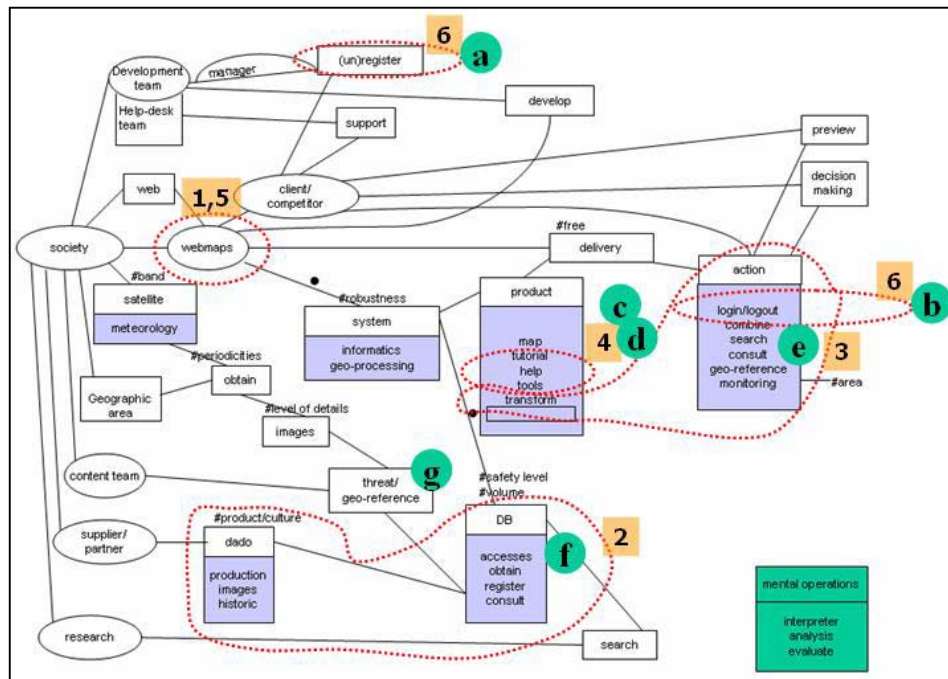 6
a
(un)register
manager
Development
team
Help-desk
team
develop
support
preview
web
1,5
client/
competitor
decision
making
society
webmaps
#free
delivery
#band
satellite
meteorology
#robustness
system
informatics
geo-processing
product
map
tutorial
help
tools
transform
c
d
4
action
login/logout
combine
search
consult
geo-reference
monitoring
6
b
e
3
#area
#periodicities
obtain
Geographic
area
#level of details
images
content team
threat/
geo-reference
g
#safety level
#volume
DB
accesses
obtain
register
consult
f
2
#product/culture
dado
production
images
historic
supplier/
partner
research
search
mental operations
interpreter
analysis
evaluate